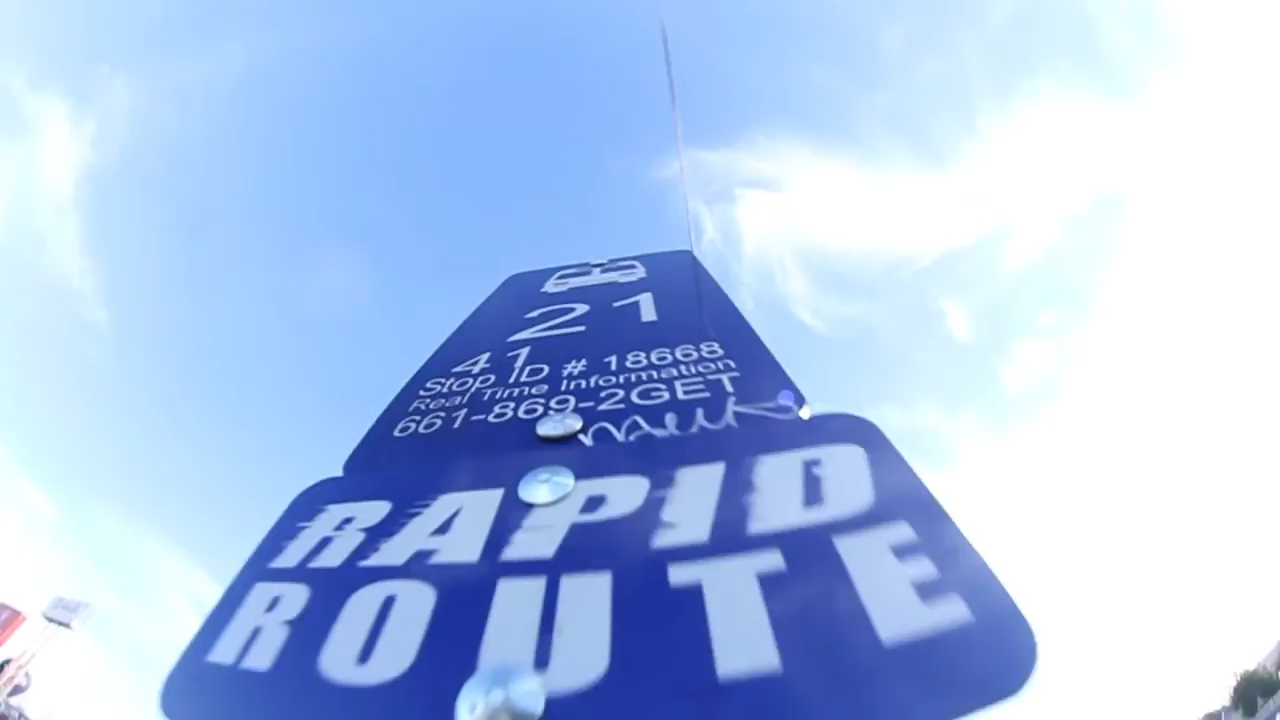 21
41
Stop ID # 18668
Real Time Information
661-869-2GET
RAPID
ROUTE